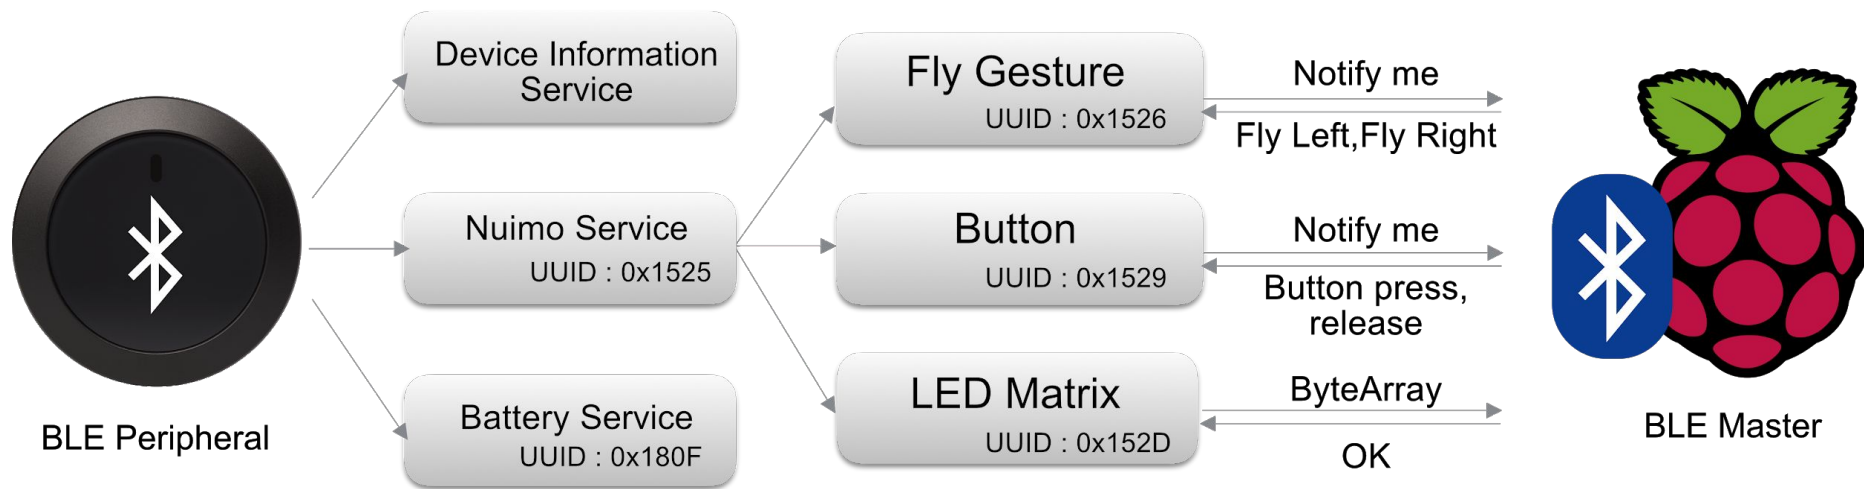 BLE Peripheral
Device Information
Service
Nuimo Service
UUID : 0x1525
Battery Service
UUID : 0x180F
Fly Gesture
UUID : 0x1526
Button
UUID : 0x1529
LED Matrix
UUID : 0x152D
Notify me
Fly Left,Fly Right
Notify me
Button press,
release
ByteArray
OK
BLE Master